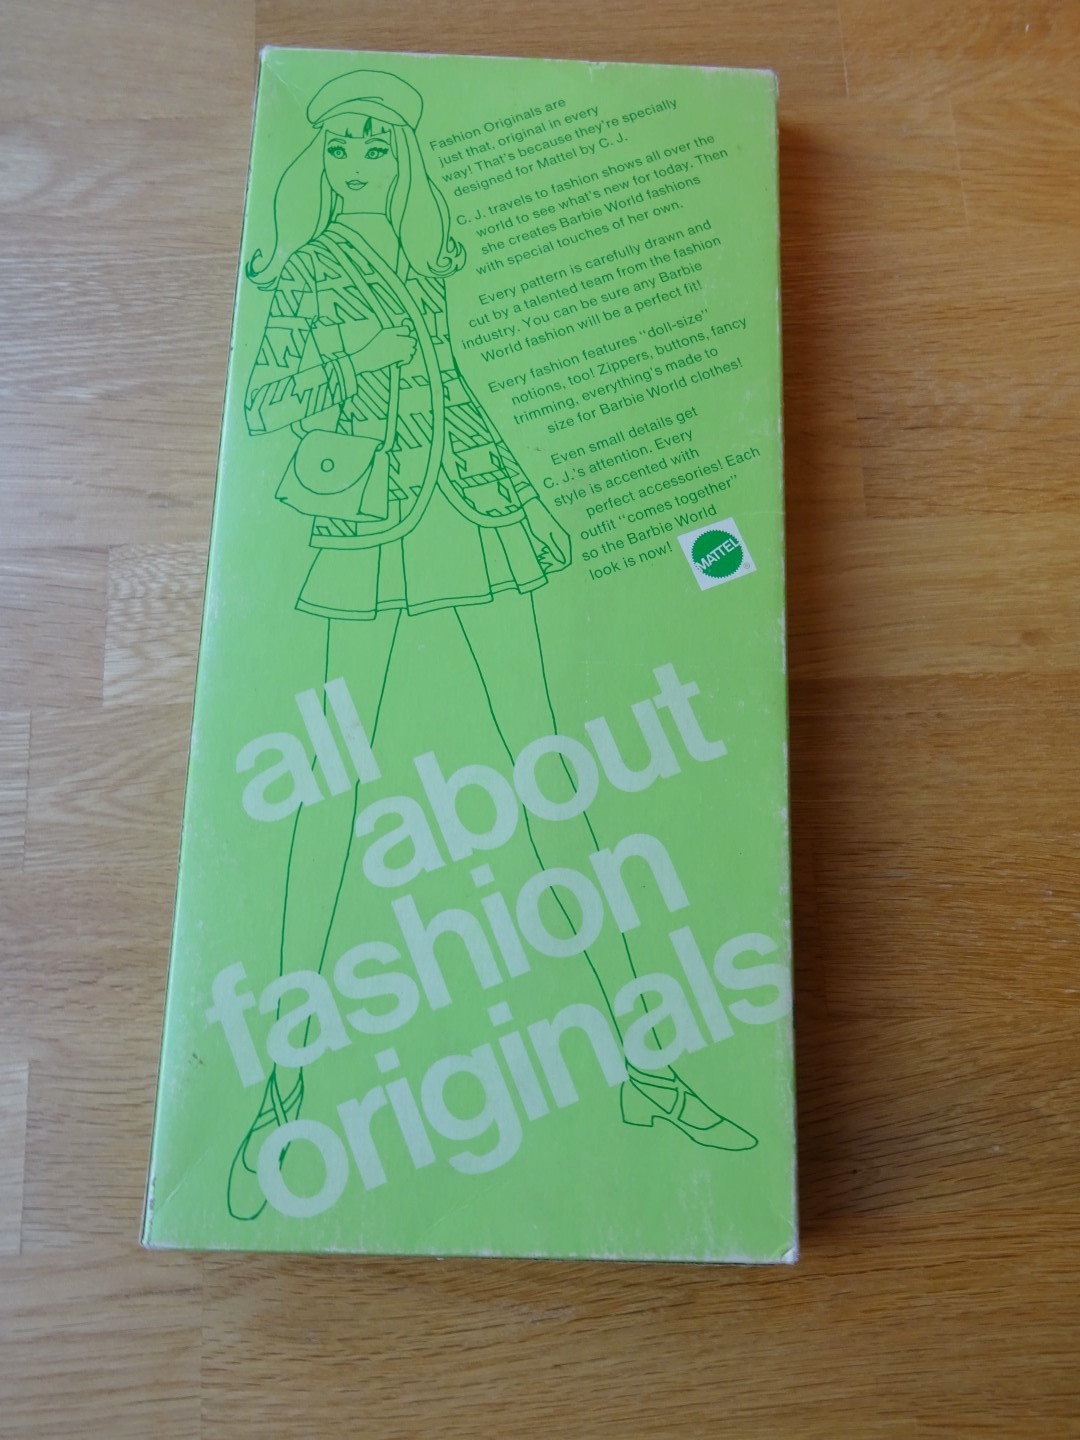 Fashion Originals are
just that, original in every
way! That's because they're specially
designed for Mattel by C. J.
C. J. travels to fashion shows all over the
world to see what's new for today. Then
she creates Barbie World fashions
with special touches of her own.
Every pattern is carefully drawn and
cut by a talented team from the fashion
industry. You can be sure any Barbie
World fashion will be a perfect fit!
Every fashion features "doll-size"
notions, too! Zippers, buttons, fancy
trimming, everything's made to
size for Barbie World clothes!
Even small details get
C. J.'s attention. Every
style is accented with
perfect accessories! Each
outfit "comes together"
so the Barbie World
look is now!
MATTEL
®
all
about
fashion
originals